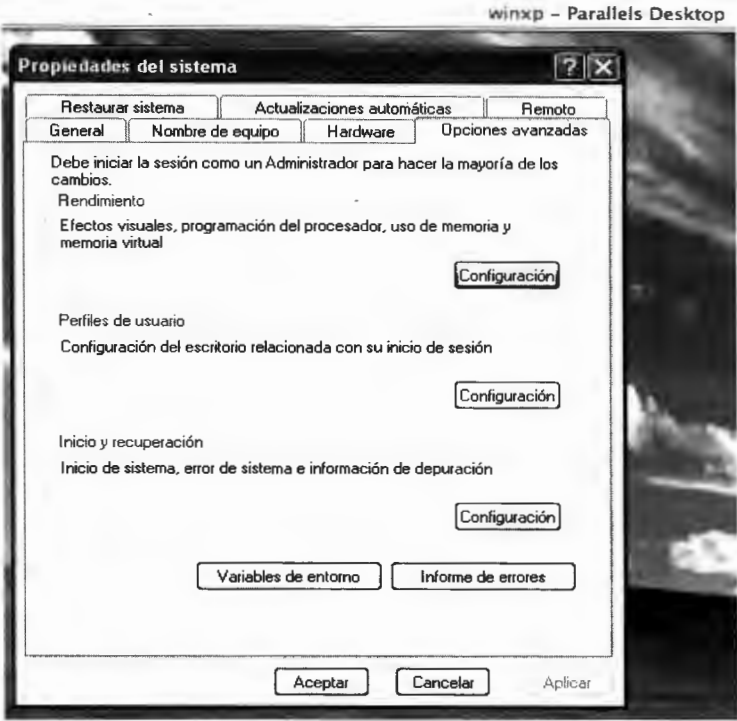 winxp – Parallels Desktop
Propiedades del sistema
Restaurar sistema
Actualizaciones automáticas
Remoto
General
Nombre de equipo
Hardware
Opciones avanzadas
Debe iniciar la sesión como un Administrador para hacer la mayoría de los
cambios.
Rendimiento
Efectos visuales, programación del procesador, uso de memoria y
memoria virtual
Configuración
Perfiles de usuario
Configuración del escritorio relacionada con su inicio de sesión
Configuración
Inicio y recuperación
Inicio de sistema, error de sistema e información de depuración
Configuración
Variables de entorno
Informe de errores
Aceptar
Cancelar
Aplicar